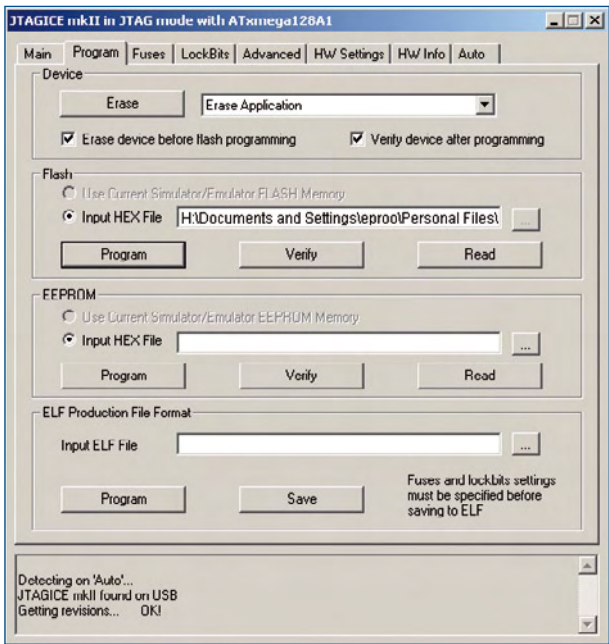 JTAGICE mkII in JTAG mode with ATxmega128A1
Main Program Fuses LockBits Advanced HW Settings HW Info Auto
Device
Erase Erase Application
Erase device before flash programming Verify device after programming
Flash
Use Current Simulator/Emulator FLASH Memory
Input HEX File H:\Documents and Settings\eproo\Personal Files\ ...
Program Verify Read
EEPROM
Use Current Simulator/Emulator EEPROM Memory
Input HEX File ...
Program Verify Read
ELF Production File Format
Input ELF File ...
Fuses and lockbits settings
must be specified before
saving to ELF
Program Save
Detecting on 'Auto'...
JTAGICE mkII found on USB
Getting revisions... OK!